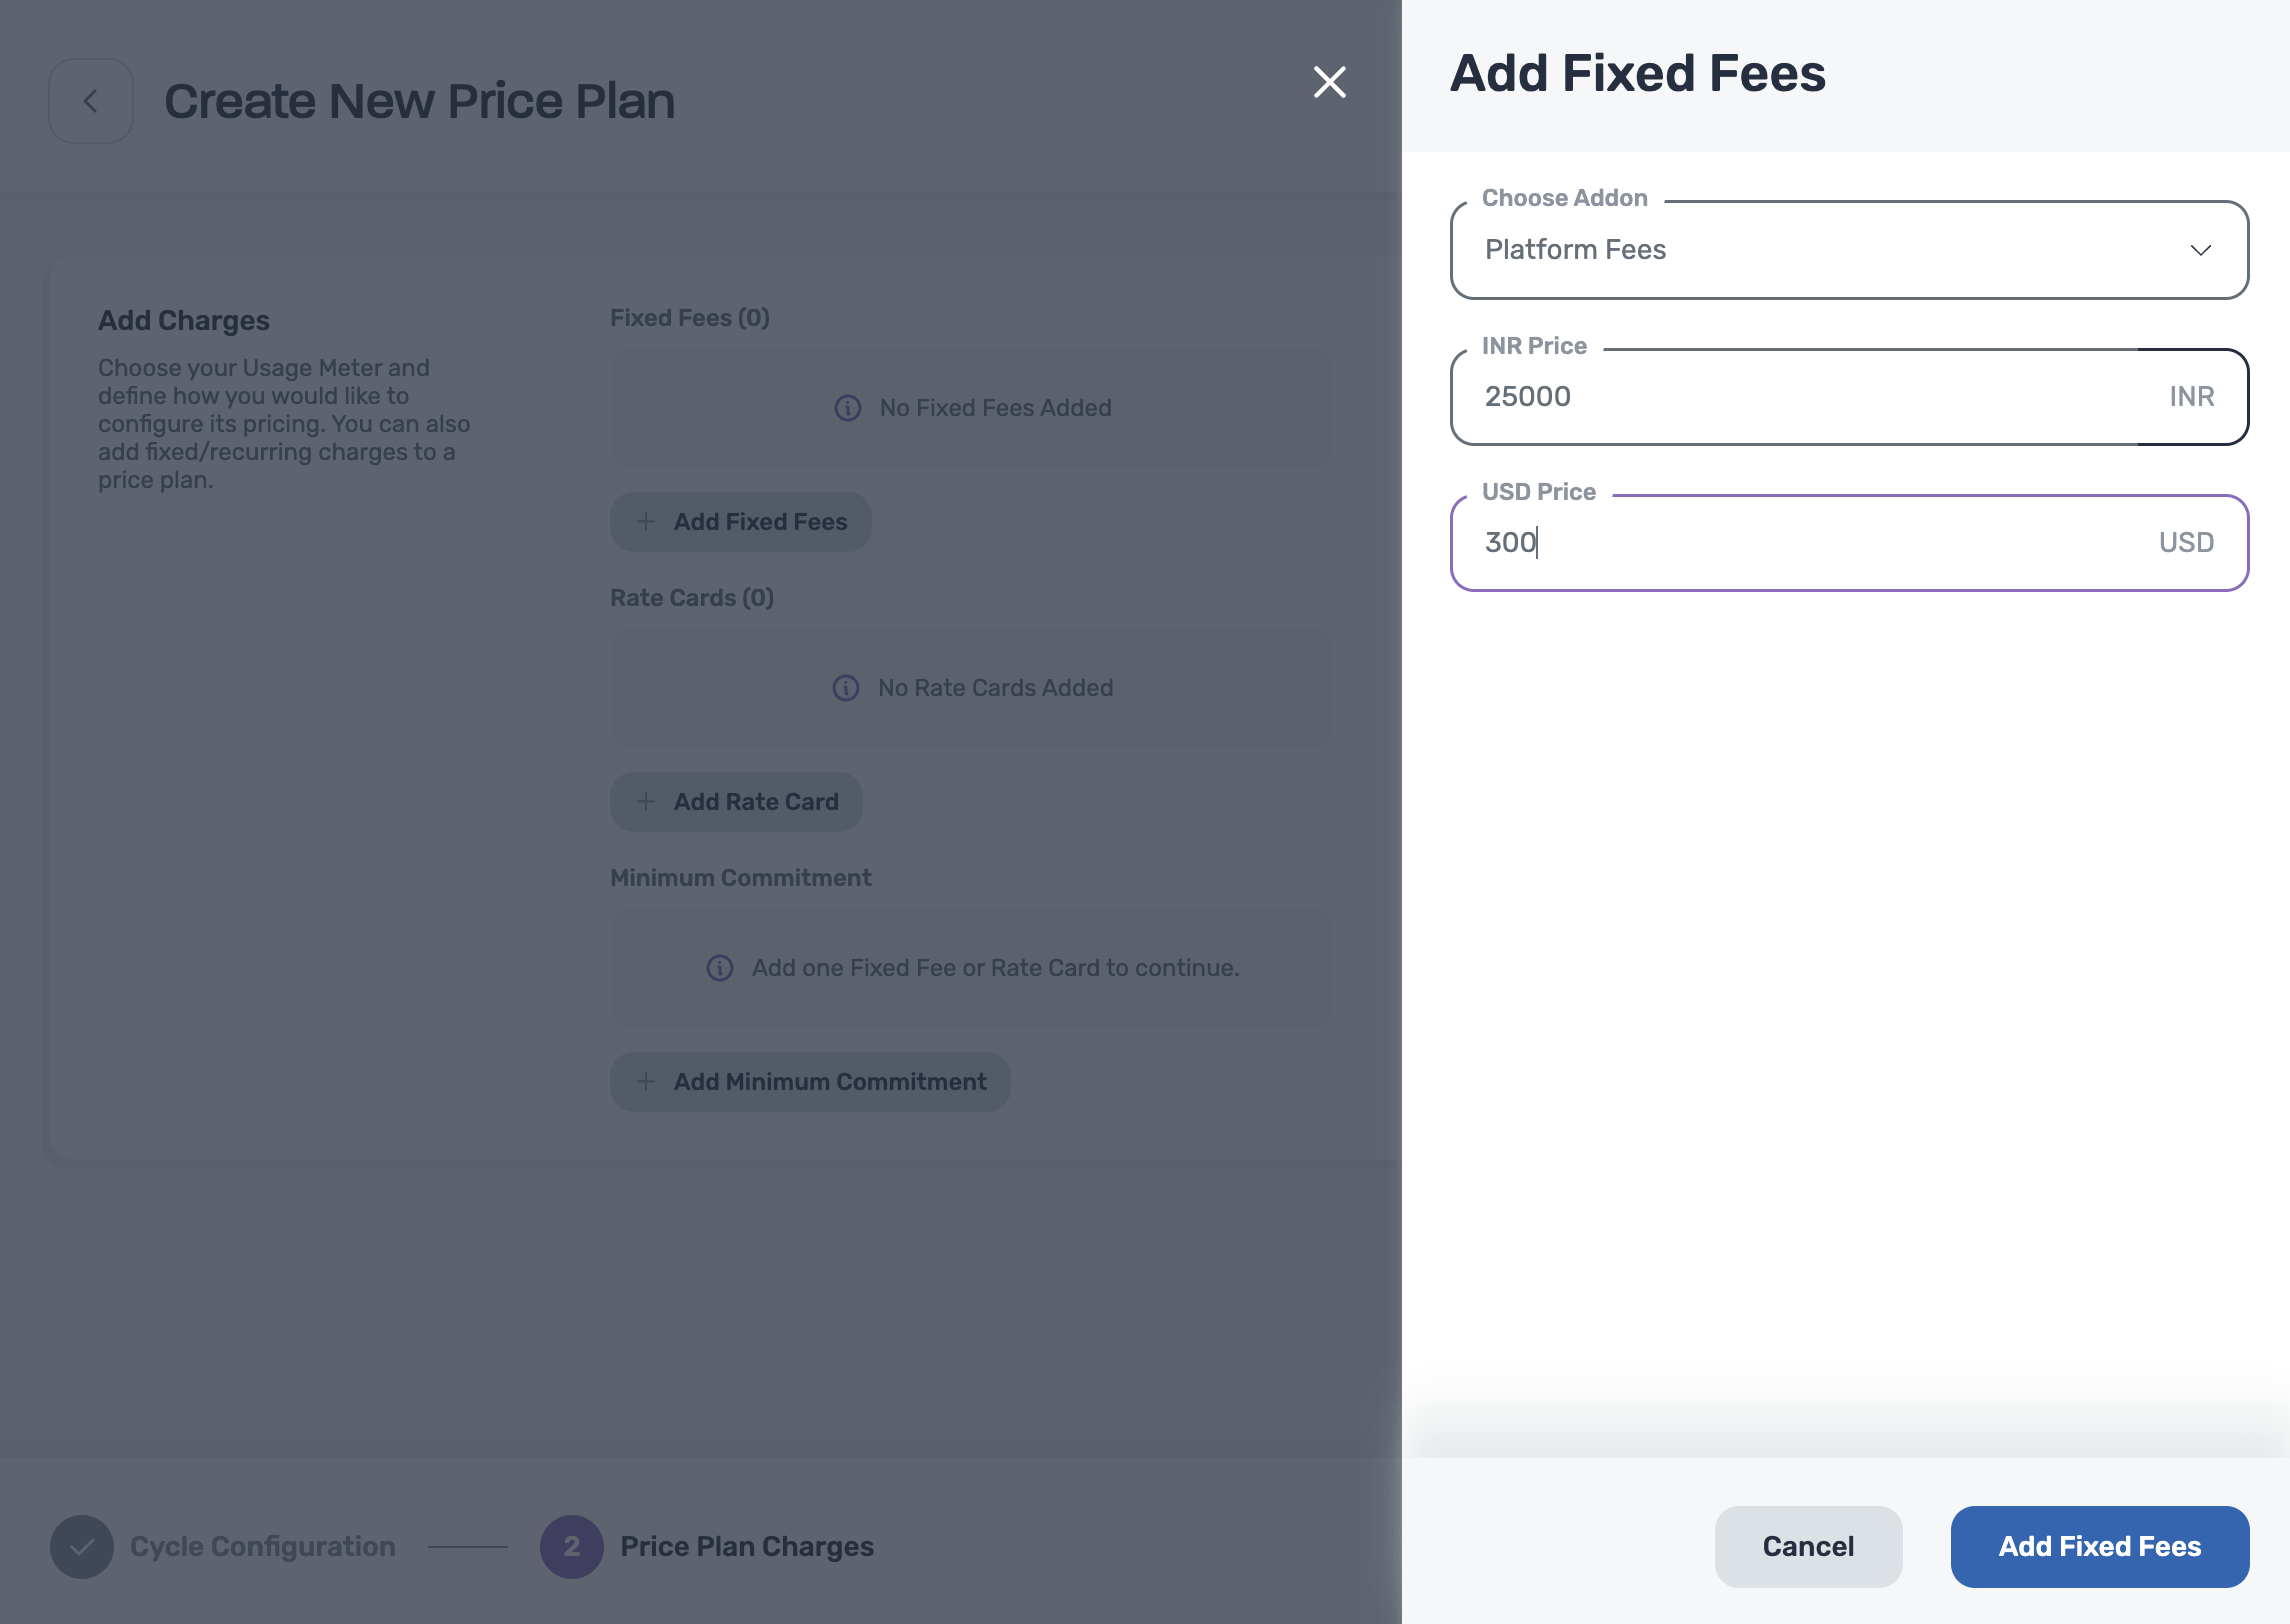 Create New Price Plan
Add Charges
Choose your Usage Meter and
define how you would like to
configure its pricing. You can also
add fixed/recurring charges to a
price plan.
Fixed Fees (0)
No Fixed Fees Added
Add Fixed Fees
Rate Cards (0)
No Rate Cards Added
Add Rate Card
Minimum Commitment
Add one Fixed Fee or Rate Card to continue.
Add Minimum Commitment
Cycle Configuration
2 Price Plan Charges
Add Fixed Fees
Choose Addon
Platform Fees
INR Price
25000 INR
USD Price
300 USD
Cancel
Add Fixed Fees